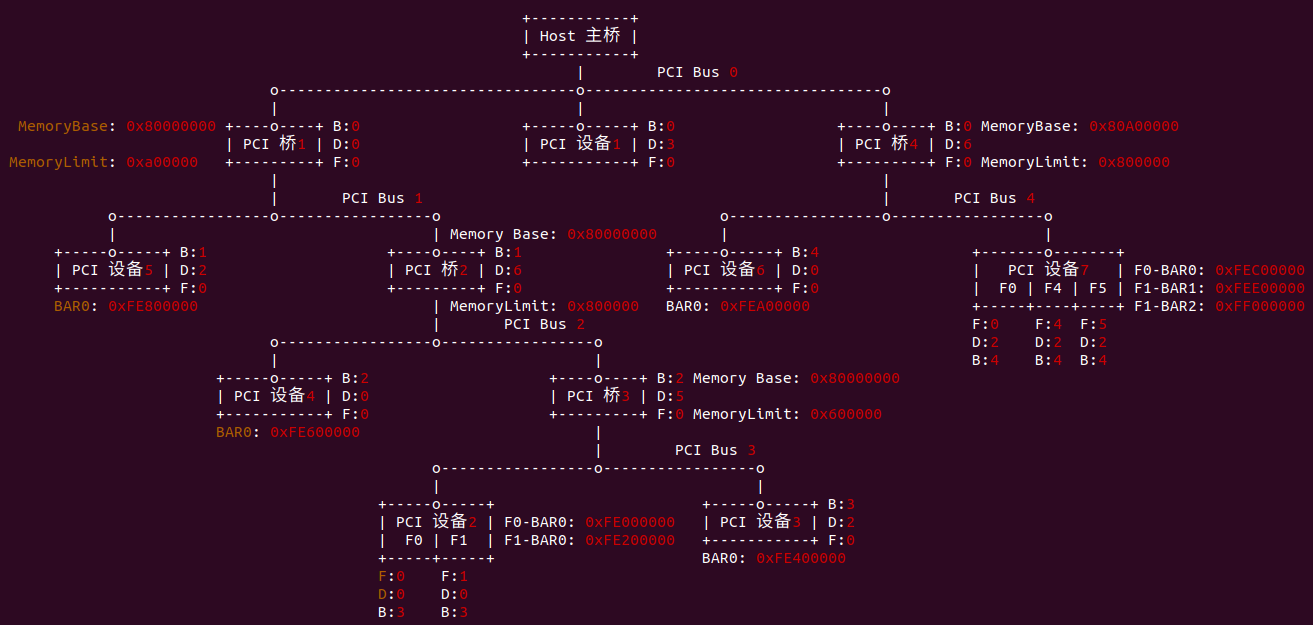 +-----------+
| Host 主桥 |
+-----------+
| PCI Bus 0
o---------------------------------o---------------------------------o
| | |
MemoryBase: 0x80000000 +----o----+ B:0 +-----o-----+ B:0 +----o----+ B:0 MemoryBase: 0x80A00000
| PCI 桥1 | D:0 | PCI 设备1 | D:3 | PCI 桥4 | D:6
MemoryLimit: 0xa00000 +---------+ F:0 +-----------+ F:0 +---------+ F:0 MemoryLimit: 0x800000
| |
| PCI Bus 1 | PCI Bus 4
o-----------------o-----------------o o-----------------o-----------------o
| | Memory Base: 0x80000000 | |
+-----o-----+ B:1 +----o----+ B:1 +-----o-----+ B:4 +-------o-------+
| PCI 设备5 | D:2 | PCI 桥2 | D:6 | PCI 设备6 | D:0 | PCI 设备7 | F0-BAR0: 0xFEC00000
+-----------+ F:0 +---------+ F:0 +-----------+ F:0 | F0 | F4 | F5 | F1-BAR1: 0xFEE00000
BAR0: 0xFE800000 | MemoryLimit: 0x800000 BAR0: 0xFEA00000 +-----+----+----+ F1-BAR2: 0xFF000000
| PCI Bus 2 F:0 F:4 F:5
o-----------------o-----------------o D:2 D:2 D:2
| | B:4 B:4 B:4
+-----o-----+ B:2 +----o----+ B:2 Memory Base: 0x80000000
| PCI 设备4 | D:0 | PCI 桥3 | D:5
+-----------+ F:0 +---------+ F:0 MemoryLimit: 0x600000
BAR0: 0xFE600000 |
| PCI Bus 3
o-----------------o-----------------o
| |
+-----o-----+ +-----o-----+ B:3
| PCI 设备2 | F0-BAR0: 0xFE000000 | PCI 设备3 | D:2
| F0 | F1 | F1-BAR0: 0xFE200000 +-----------+ F:0
+-----+-----+ BAR0: 0xFE400000
F:0 F:1
D:0 D:0
B:3 B:3